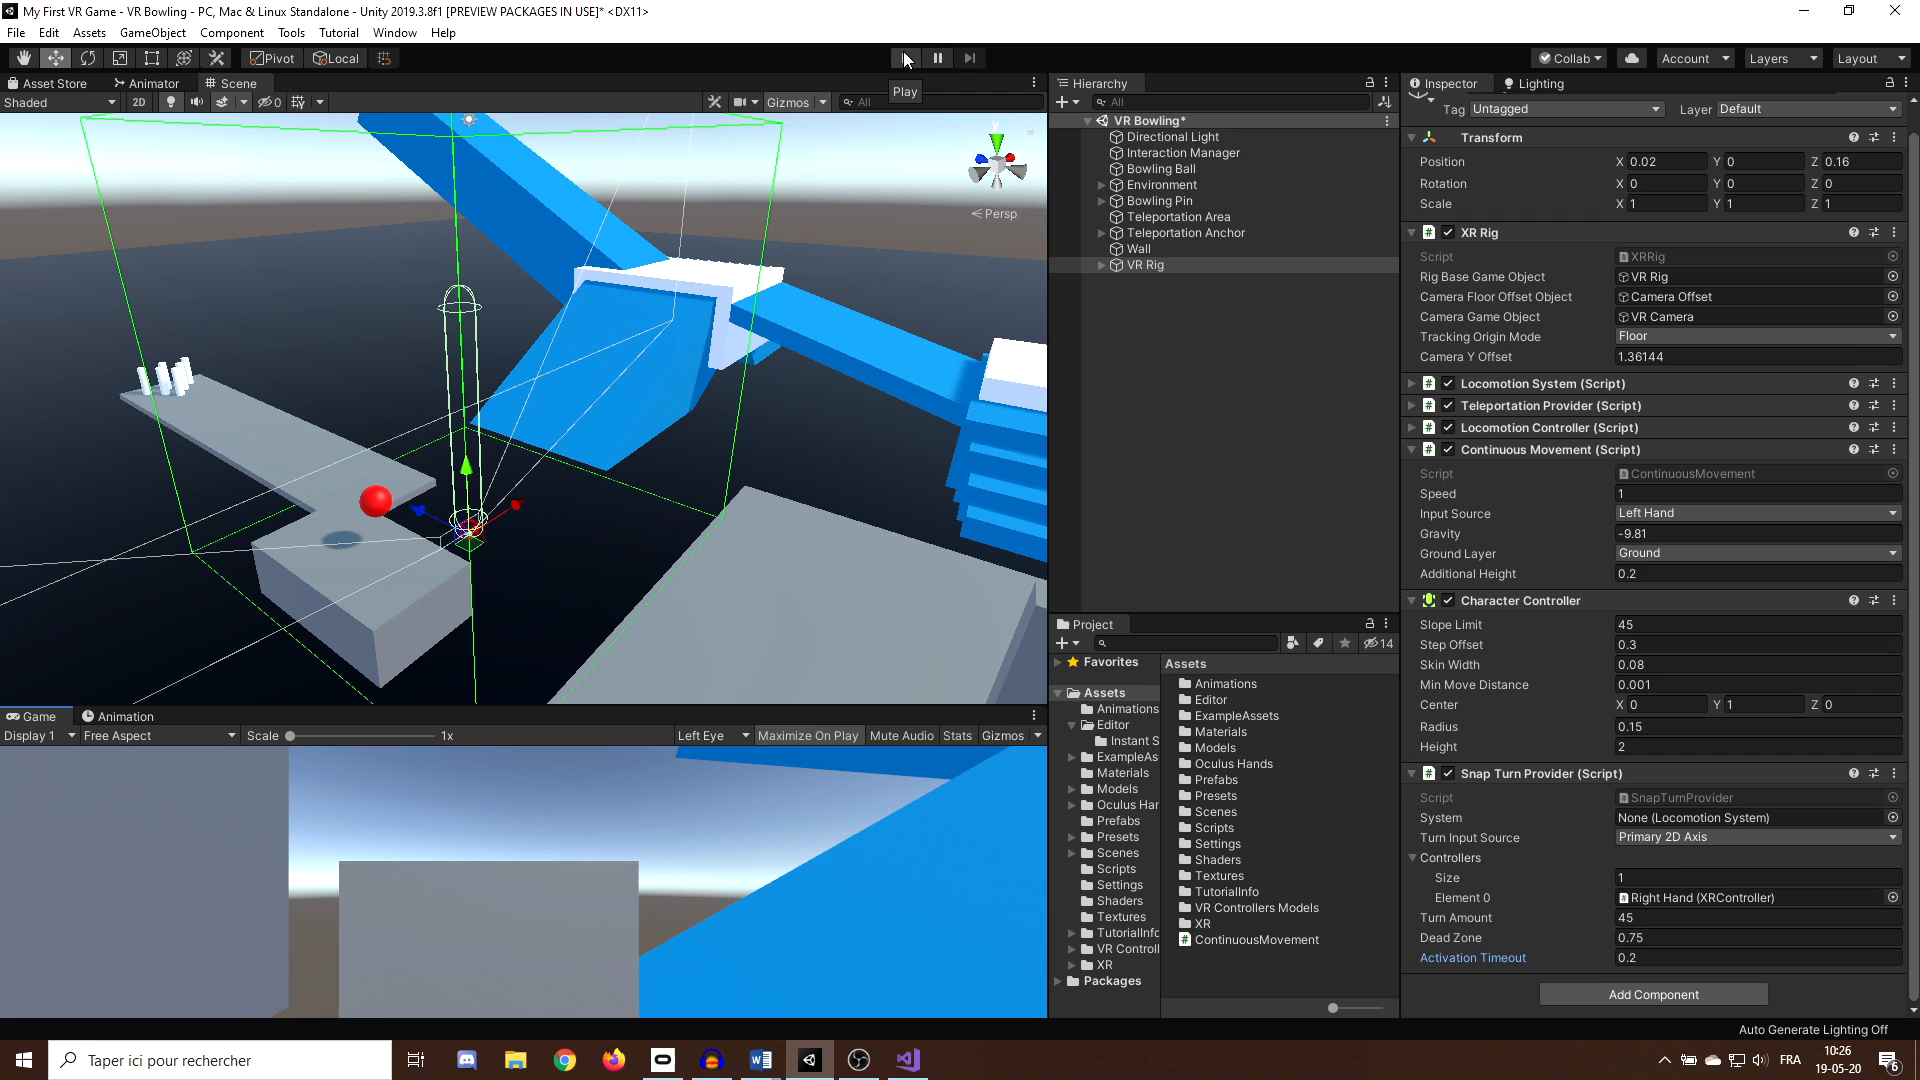 My First VR Game - VR Bowling - PC, Mac & Linux Standalone - Unity 2019.3.8f1 [PREVIEW PACKAGES IN USE]* <DX11>
File Edit Assets GameObject Component Tools Tutorial Window Help
Pivot Local Collab Account Layers Layout
Asset Store Animator Scene
Shaded 2D 0 Gizmos All
Play
y
Persp
Hierarchy
All
VR Bowling*
Directional Light
Interaction Manager
Bowling Ball
Environment
Bowling Pin
Teleportation Area
Teleportation Anchor
Wall
VR Rig
Game Animation
Display 1 Free Aspect Scale 1x Left Eye Maximize On Play Mute Audio Stats Gizmos
Project
14
Favorites
Assets
Animations
Editor
Instant S
ExampleAs
Materials
Models
Oculus Har
Prefabs
Presets
Scenes
Scripts
Settings
Shaders
Textures
TutorialInfo
VR Controll
XR
Packages
Assets
Animations
Editor
ExampleAssets
Materials
Models
Oculus Hands
Prefabs
Presets
Scenes
Scripts
Settings
Shaders
Textures
TutorialInfo
VR Controllers Models
XR
ContinuousMovement
Inspector Lighting
Tag Untagged Layer Default
Transform
Position X 0.02 Y 0 Z 0.16
Rotation X 0 Y 0 Z 0
Scale X 1 Y 1 Z 1
XR Rig
Script XRRig
Rig Base Game Object VR Rig
Camera Floor Offset Object Camera Offset
Camera Game Object VR Camera
Tracking Origin Mode Floor
Camera Y Offset 1.36144
Locomotion System (Script)
Teleportation Provider (Script)
Locomotion Controller (Script)
Continuous Movement (Script)
Script ContinuousMovement
Speed 1
Input Source Left Hand
Gravity -9.81
Ground Layer Ground
Additional Height 0.2
Character Controller
Slope Limit 45
Step Offset 0.3
Skin Width 0.08
Min Move Distance 0.001
Center X 0 Y 1 Z 0
Radius 0.15
Height 2
Snap Turn Provider (Script)
Script SnapTurnProvider
System None (Locomotion System)
Turn Input Source Primary 2D Axis
Controllers
Size 1
Element 0 Right Hand (XRController)
Turn Amount 45
Dead Zone 0.75
Activation Timeout 0.2
Add Component
Auto Generate Lighting Off
Taper ici pour rechercher
FRA
10:26
19-05-20
6